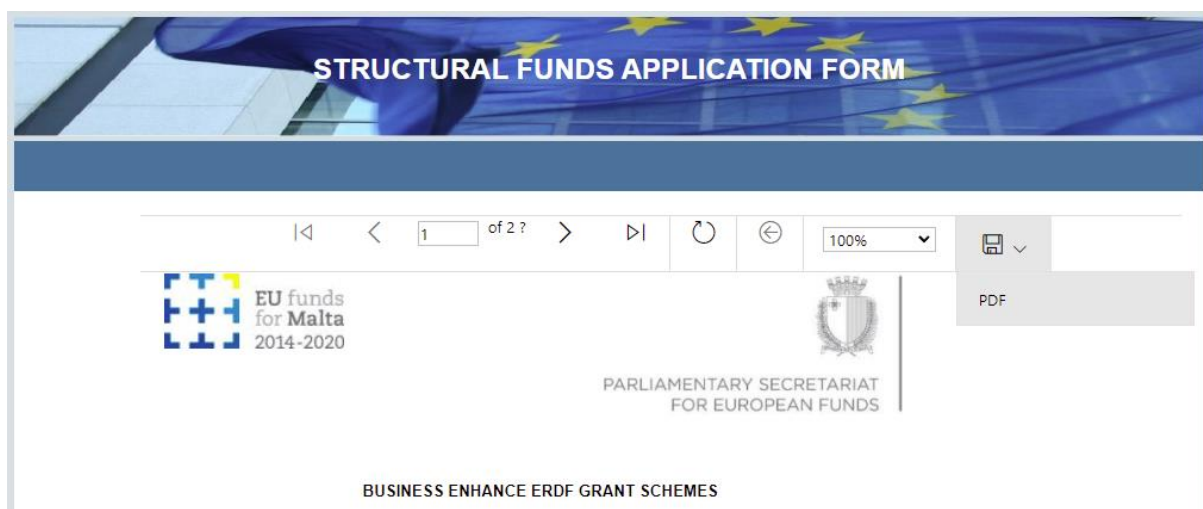 STRUCTURAL FUNDS APPLICATION FORM
1 of 2 ? 100%
PDF
EU funds
for Malta
2014-2020
PARLIAMENTARY SECRETARIAT
FOR EUROPEAN FUNDS
BUSINESS ENHANCE ERDF GRANT SCHEMES